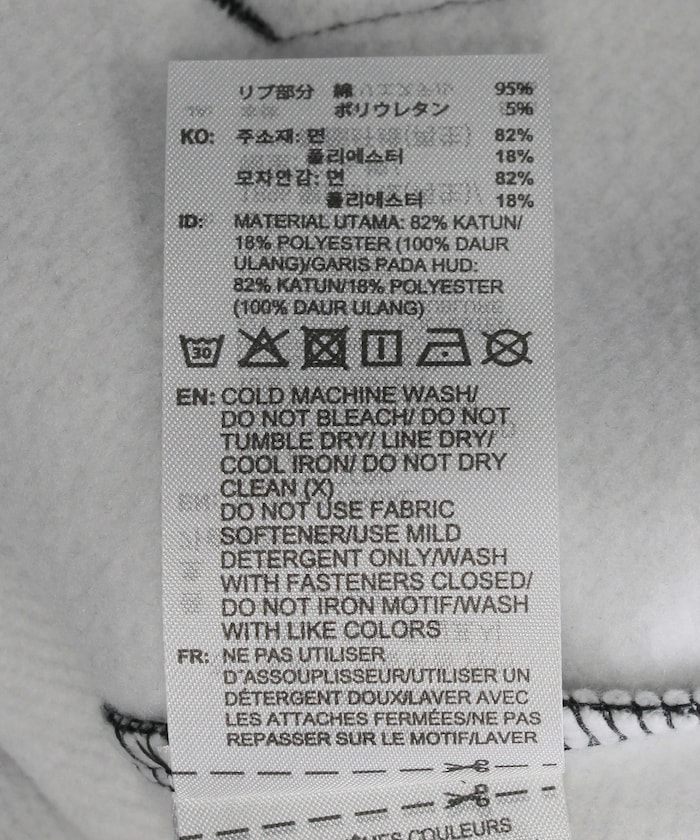 リブ部分 綿 95%
ポリウレタン 5%
KO: 주소재: 면 82%
폴리에스터 18%
모자안감: 면 82%
폴리에스터 18%
ID: MATERIAL UTAMA: 82% KATUN/
18% POLYESTER (100% DAUR
ULANG)/GARIS PADA HUD:
82% KATUN/18% POLYESTER
(100% DAUR ULANG)
30
EN: COLD MACHINE WASH/
DO NOT BLEACH/ DO NOT
TUMBLE DRY/ LINE DRY/
COOL IRON/ DO NOT DRY
CLEAN (X)
DO NOT USE FABRIC
SOFTENER/USE MILD
DETERGENT ONLY/WASH
WITH FASTENERS CLOSED/
DO NOT IRON MOTIF/WASH
WITH LIKE COLORS
FR: NE PAS UTILISER
D'ASSOUPLISSEUR/UTILISER UN
DÉTERGENT DOUX/LAVER AVEC
LES ATTACHES FERMÉES/NE PAS
REPASSER SUR LE MOTIF/LAVER
COULEURS